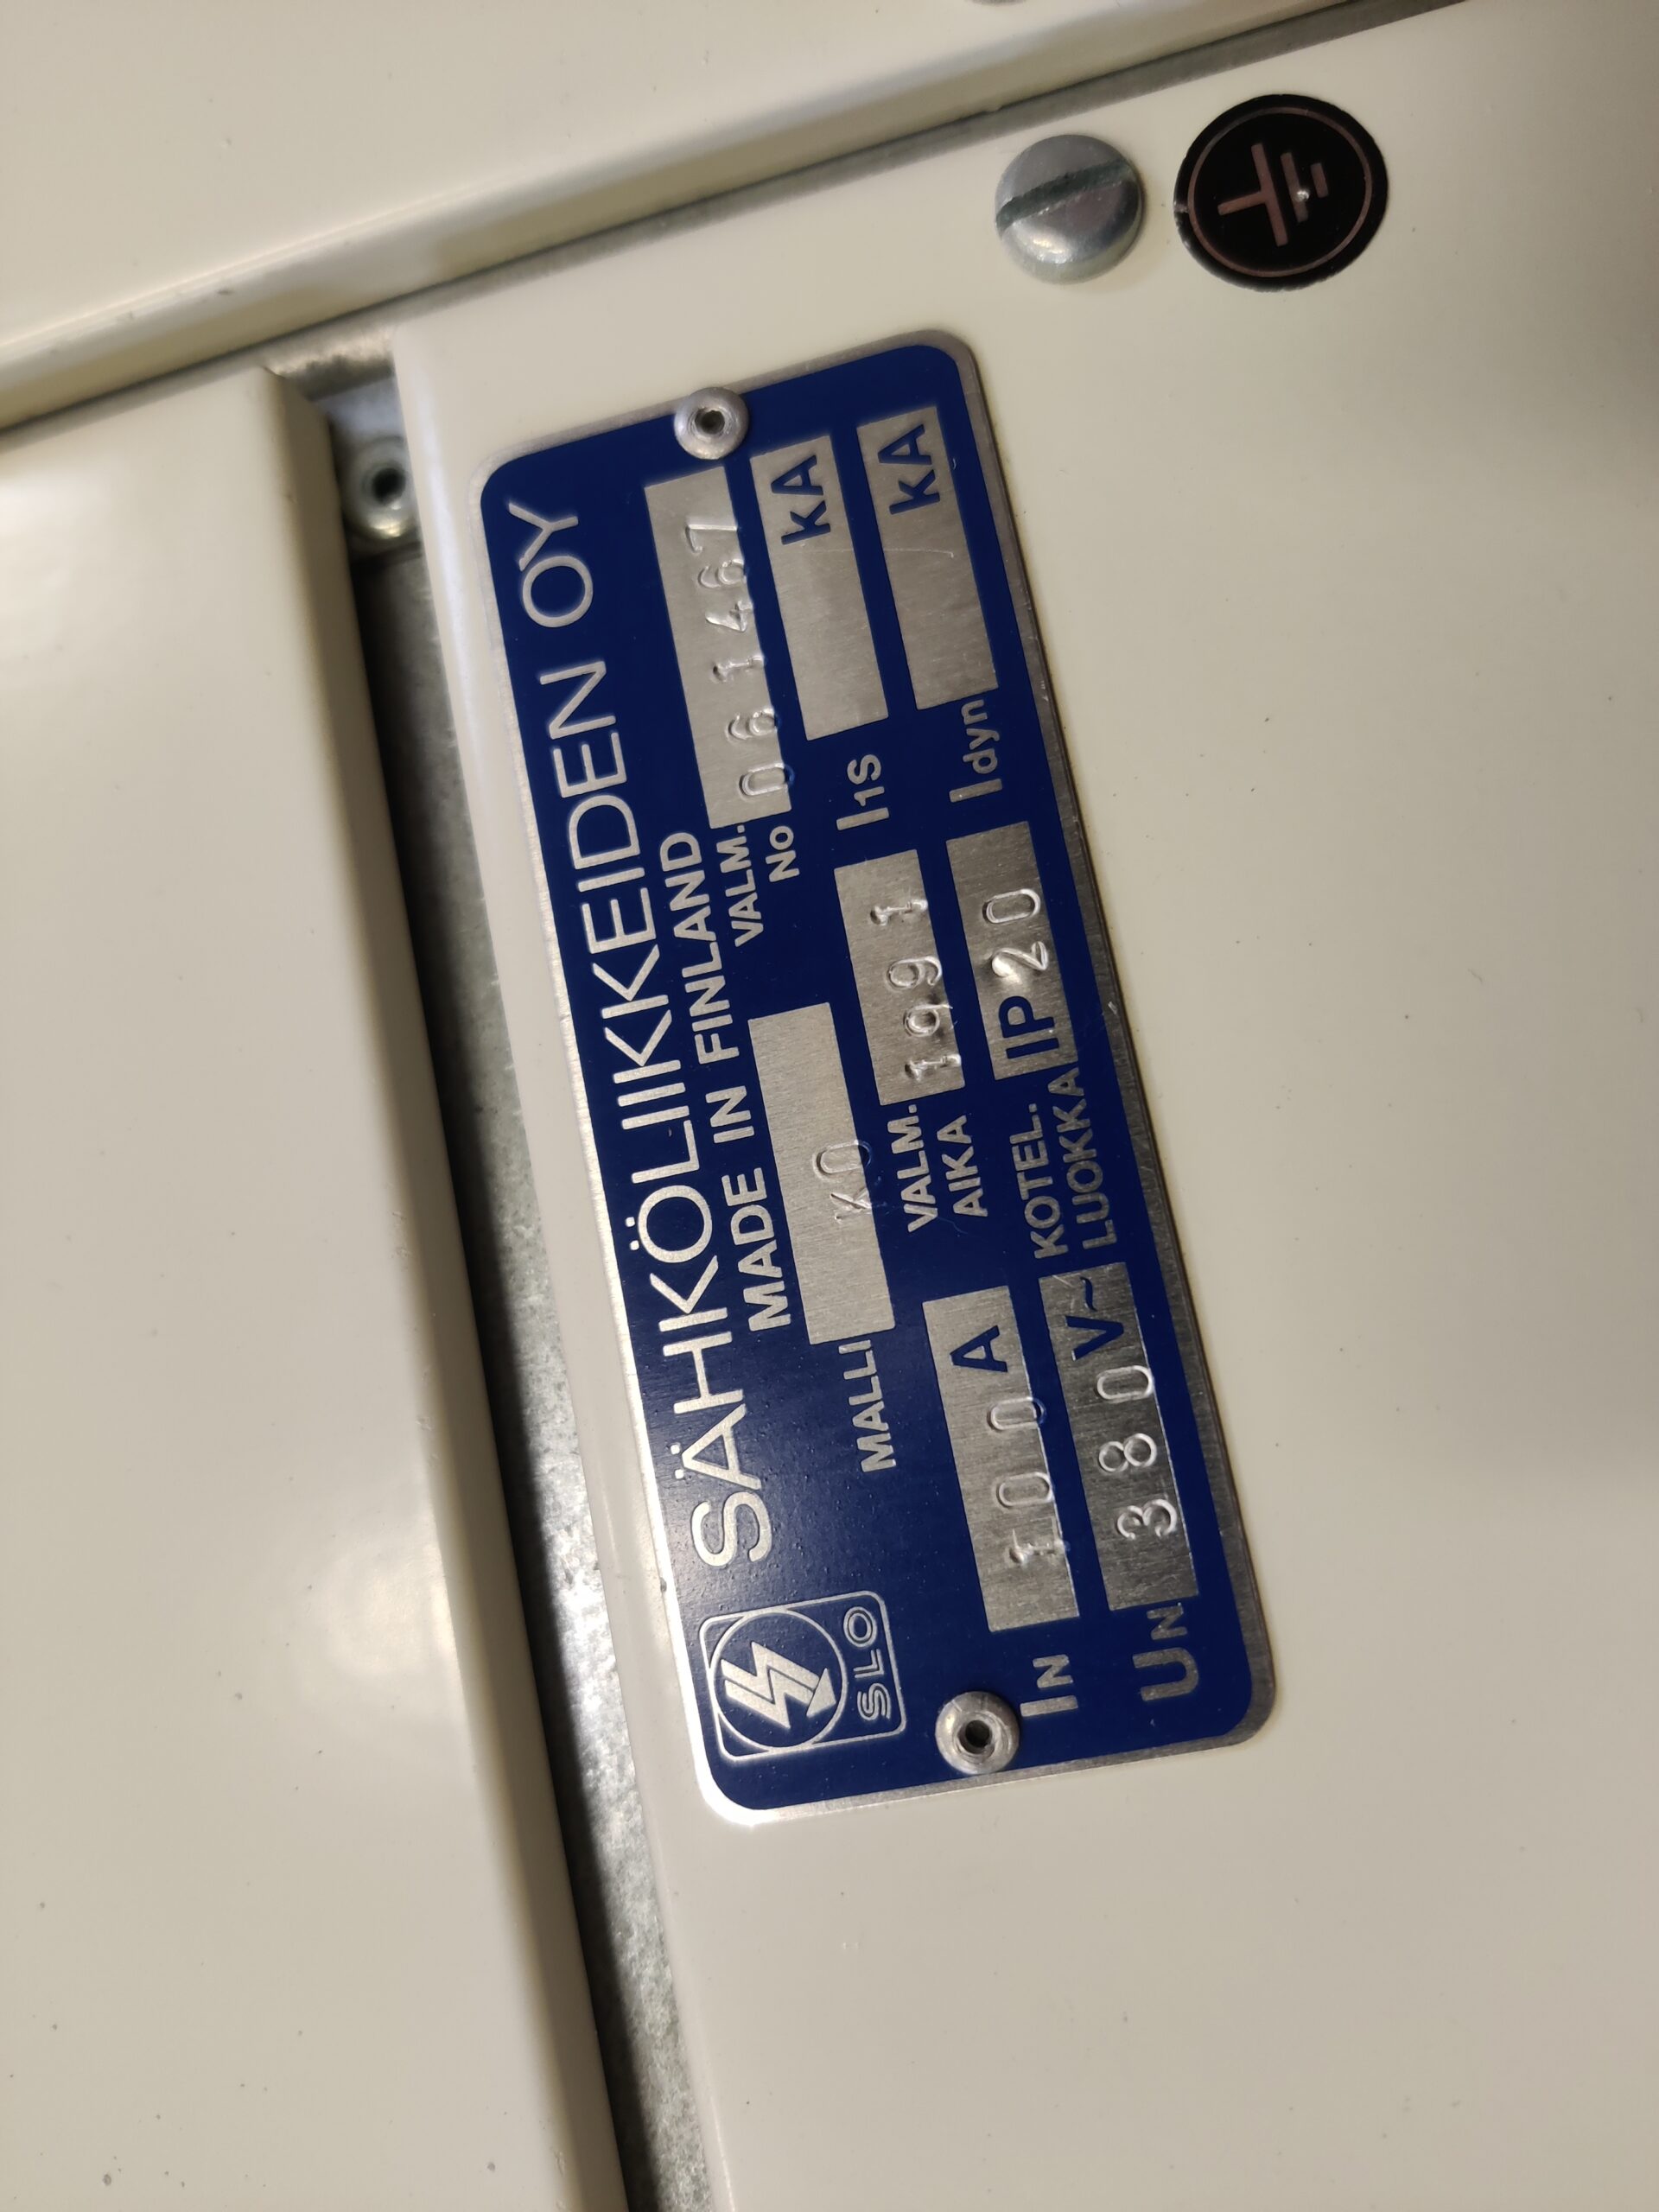 SÄHKÖLIIKKEIDEN OY
SLO
MADE IN FINLAND
MALLI KO
VALM. No 061467
IN 100 A
VALM. AIKA 1991
I1S kA
UN 380 V~
KOTEL. LUOKKA IP 20
Idyn kA